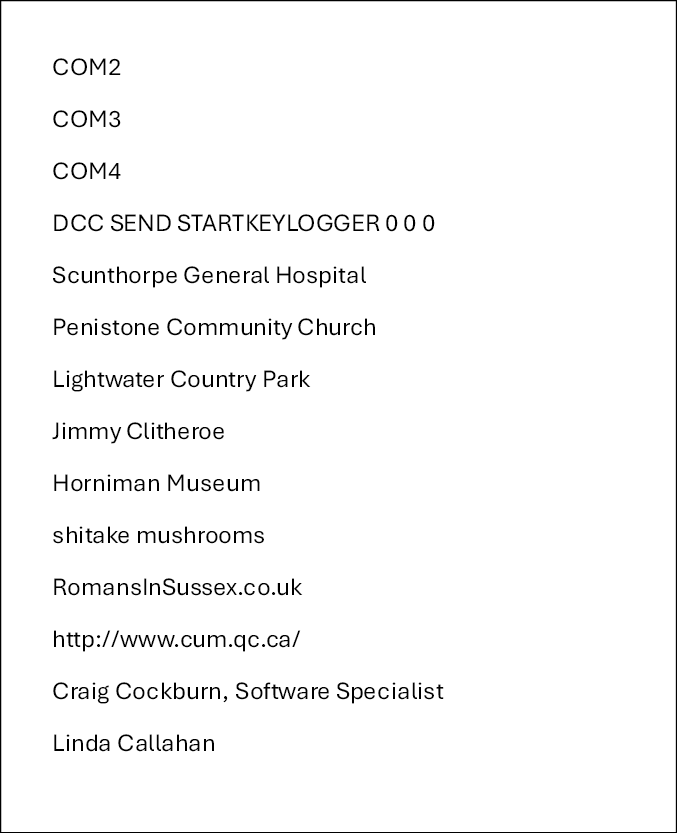 COM2
COM3
COM4
DCC SEND STARTKEYLOGGER 0 0 0
Scunthorpe General Hospital
Penistone Community Church
Lightwater Country Park
Jimmy Clitheroe
Horniman Museum
shitake mushrooms
RomansInSussex.co.uk
http://www.cum.qc.ca/
Craig Cockburn, Software Specialist
Linda Callahan